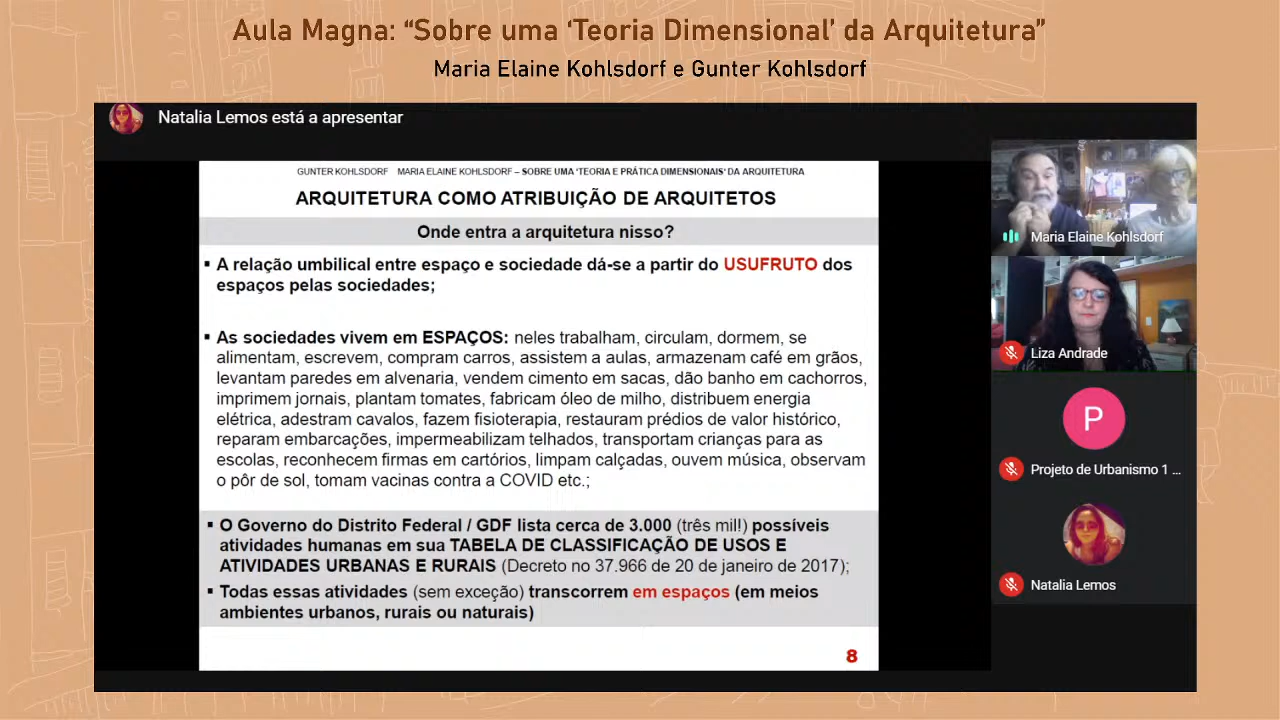 Aula Magna: “Sobre uma ‘Teoria Dimensional’ da Arquitetura”
Maria Elaine Kohlsdorf e Gunter Kohlsdorf
Natalia Lemos está a apresentar
GUNTER KOHLSDORF MARIA ELAINE KOHLSDORF – SOBRE UMA ‘TEORIA E PRÁTICA DIMENSIONAIS’ DA ARQUITETURA
ARQUITETURA COMO ATRIBUIÇÃO DE ARQUITETOS
Onde entra a arquitetura nisso?
▪ A relação umbilical entre espaço e sociedade dá-se a partir do USUFRUTO dos
espaços pelas sociedades;
▪ As sociedades vivem em ESPAÇOS: neles trabalham, circulam, dormem, se
alimentam, escrevem, compram carros, assistem a aulas, armazenam café em grãos,
levantam paredes em alvenaria, vendem cimento em sacas, dão banho em cachorros,
imprimem jornais, plantam tomates, fabricam óleo de milho, distribuem energia
elétrica, adestram cavalos, fazem fisioterapia, restauram prédios de valor histórico,
reparam embarcações, impermeabilizam telhados, transportam crianças para as
escolas, reconhecem firmas em cartórios, limpam calçadas, ouvem música, observam
o pôr de sol, tomam vacinas contra a COVID etc.;
▪ O Governo do Distrito Federal / GDF lista cerca de 3.000 (três mil!) possíveis
atividades humanas em sua TABELA DE CLASSIFICAÇÃO DE USOS E
ATIVIDADES URBANAS E RURAIS (Decreto no 37.966 de 20 de janeiro de 2017);
▪ Todas essas atividades (sem exceção) transcorrem em espaços (em meios
ambientes urbanos, rurais ou naturais)
8
Maria Elaine Kohlsdorf
Liza Andrade
P
Projeto de Urbanismo 1 ...
Natalia Lemos